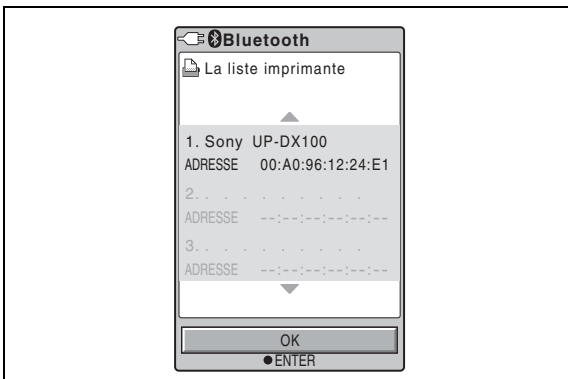 Bluetooth
La liste imprimante
1. Sony UP-DX100
ADRESSE 00:A0:96:12:24:E1
2. . . . . . . . . .
ADRESSE --:--:--:--:--:--
3. . . . . . . . . .
ADRESSE --:--:--:--:--:--
OK
●ENTER